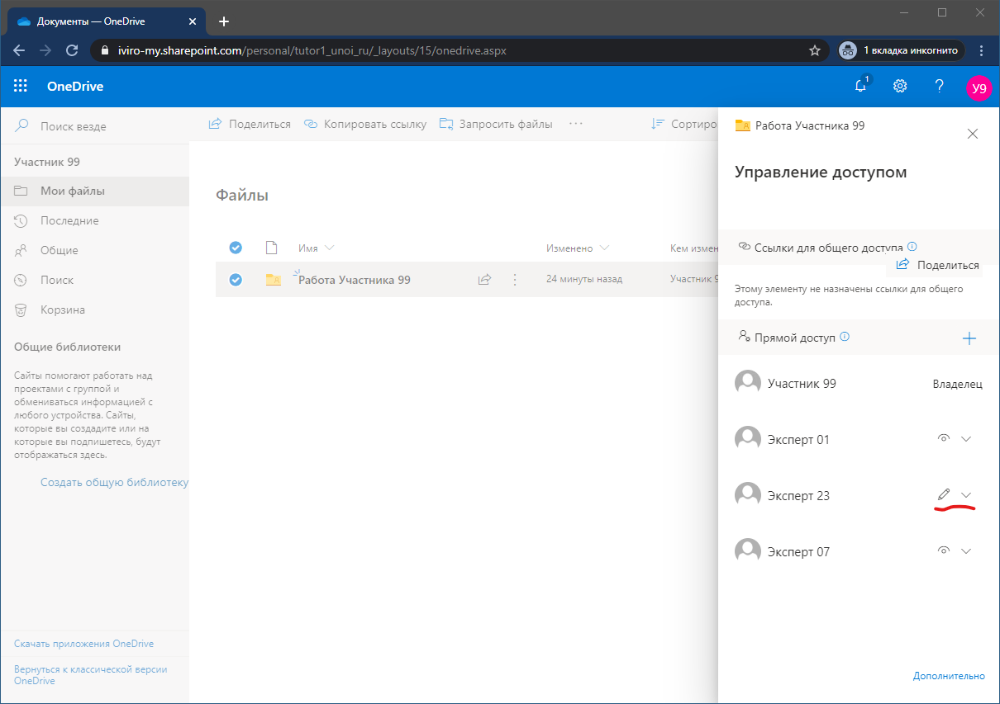 Документы — OneDrive
iviro-my.sharepoint.com/personal/tutor1_unoi_ru/_layouts/15/onedrive.aspx
1 вкладка инкогнито
OneDrive
1
У9
Поиск везде
Участник 99
Мои файлы
Последние
Общие
Поиск
Корзина
Общие библиотеки
Сайты помогают работать над
проектами с группой и
обмениваться информацией с
любого устройства. Сайты,
которые вы создадите или на
которые вы подпишетесь, будут
отображаться здесь.
Создать общую библиотеку
Скачать приложения OneDrive
Вернуться к классической версии
OneDrive
Поделиться
Копировать ссылку
Запросить файлы
Сортиро
Файлы
Имя
Изменено
Кем измен
Работа Участника 99
24 минуты назад
Участник 9
Работа Участника 99
Управление доступом
Ссылки для общего доступа
Поделиться
Этому элементу не назначены ссылки для общего
доступа.
Прямой доступ
Участник 99
Владелец
Эксперт 01
Эксперт 23
Эксперт 07
Дополнительно